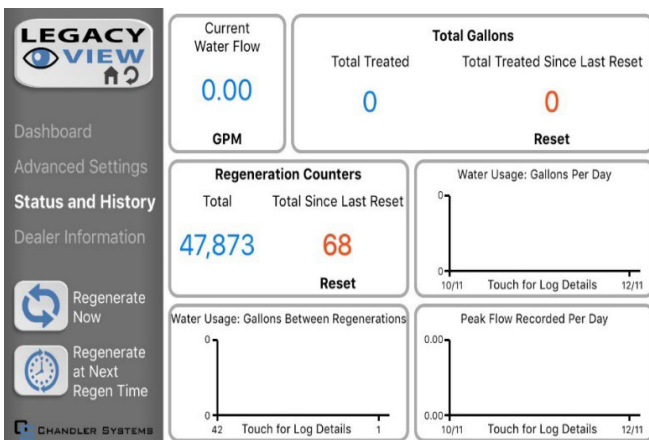 LEGACY
VIEW
Dashboard
Advanced Settings
Status and History
Dealer Information
Regenerate
Now
Regenerate
at Next
Regen Time
CHANDLER SYSTEMS
Current
Water Flow
0.00
GPM
Total Gallons
Total Treated
Total Treated Since Last Reset
0
0
Reset
Regeneration Counters
Total
Total Since Last Reset
47,873
68
Reset
Water Usage: Gallons Per Day
0
0
10/11
Touch for Log Details
12/11
Water Usage: Gallons Between Regenerations
0
0
42
Touch for Log Details
1
Peak Flow Recorded Per Day
0.00
0.00
10/11
Touch for Log Details
12/11